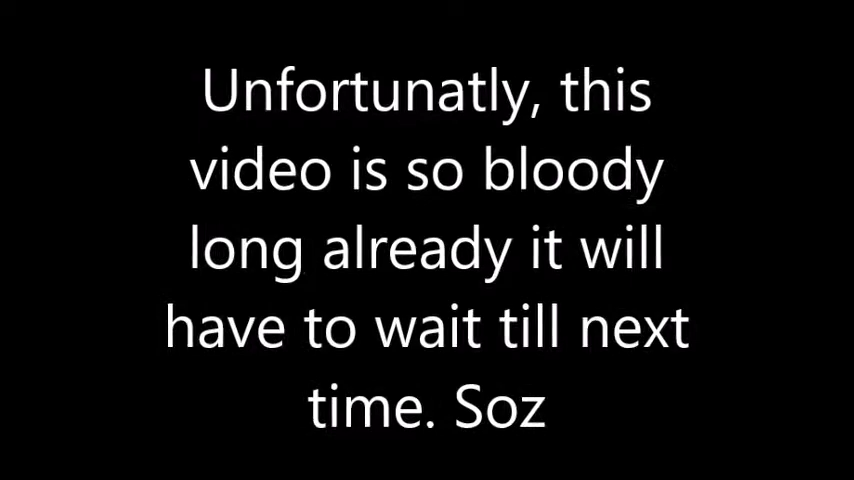 Unfortunatly, this
video is so bloody
long already it will
have to wait till next
time. Soz